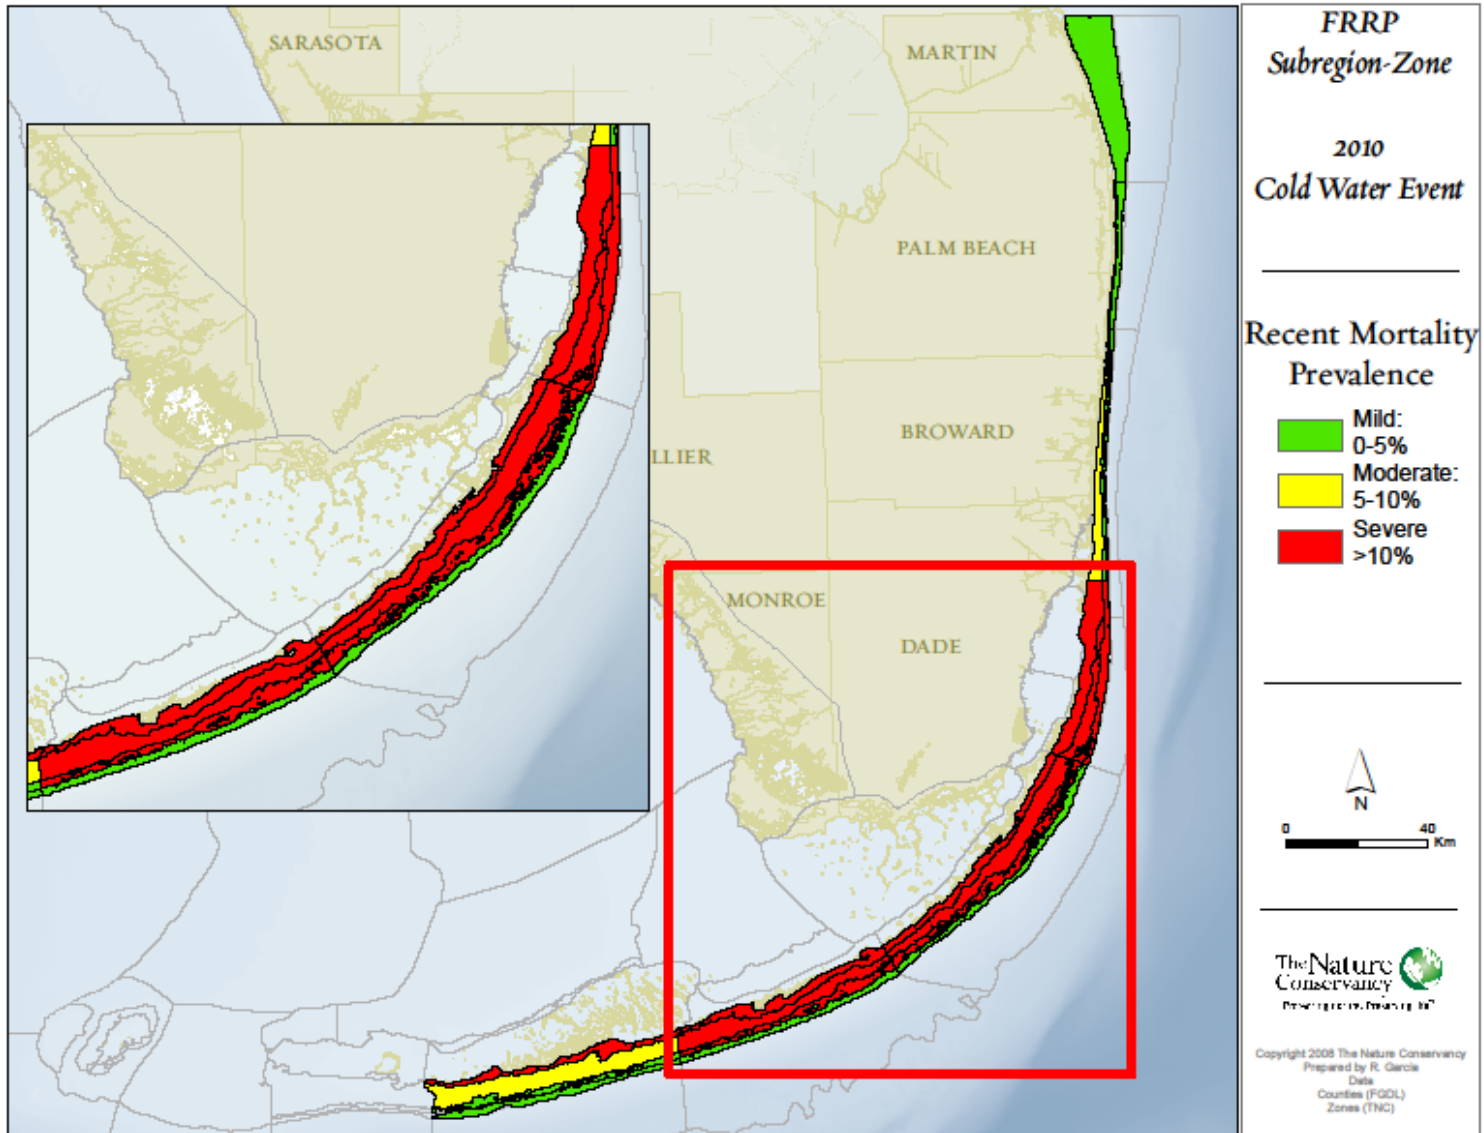 SARASOTA
MARTIN
PALM BEACH
BROWARD
LLIER
MONROE
DADE
FRRP
Subregion-Zone
2010
Cold Water Event
Recent Mortality
Prevalence
Mild:
0-5%
Moderate:
5-10%
Severe
>10%
N
0 40
Km
The Nature
Conservancy
Copyright 2008 The Nature Conservancy
Prepared by R. Garcia
Data
Counties (FGDL)
Zones (TNC)